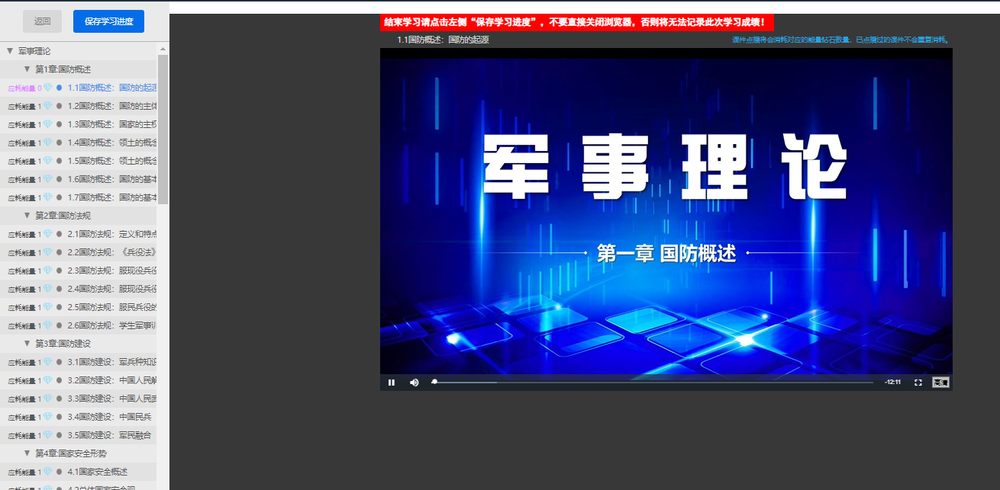 返回
保存学习进度
军事理论
第1章:国防概述
应耗能量 0 1.1国防概述：国防的起源
应耗能量 1 1.2国防概述：国防的主体
应耗能量 1 1.3国防概述：国家的主权
应耗能量 1 1.4国防概述：领土的概念
应耗能量 1 1.5国防概述：领土的概念
应耗能量 1 1.6国防概述：国防的基本
应耗能量 1 1.7国防概述：国防的基本
第2章:国防法规
应耗能量 1 2.1国防法规：定义和特点
应耗能量 1 2.2国防法规：《兵役法》
应耗能量 1 2.3国防法规：服现役兵役
应耗能量 1 2.4国防法规：服现役兵役
应耗能量 1 2.5国防法规：服民兵役的
应耗能量 1 2.6国防法规：学生军事训
第3章:国防建设
应耗能量 1 3.1国防建设：军兵种知识
应耗能量 1 3.2国防建设：中国人民解
应耗能量 1 3.3国防建设：中国人民武
应耗能量 1 3.4国防建设：中国民兵
应耗能量 1 3.5国防建设：军民融合
第4章:国家安全形势
应耗能量 1 4.1国家安全概述
应耗能量 1 4.2总体国家安全观
结束学习请点击左侧“保存学习进度”，不要直接关闭浏览器，否则将无法记录此次学习成绩！
1.1国防概述：国防的起源
课件点播将会消耗对应的能量钻石数量，已点播过的课件不会重复消耗。
军事理论
第一章 国防概述
-12:11
高清